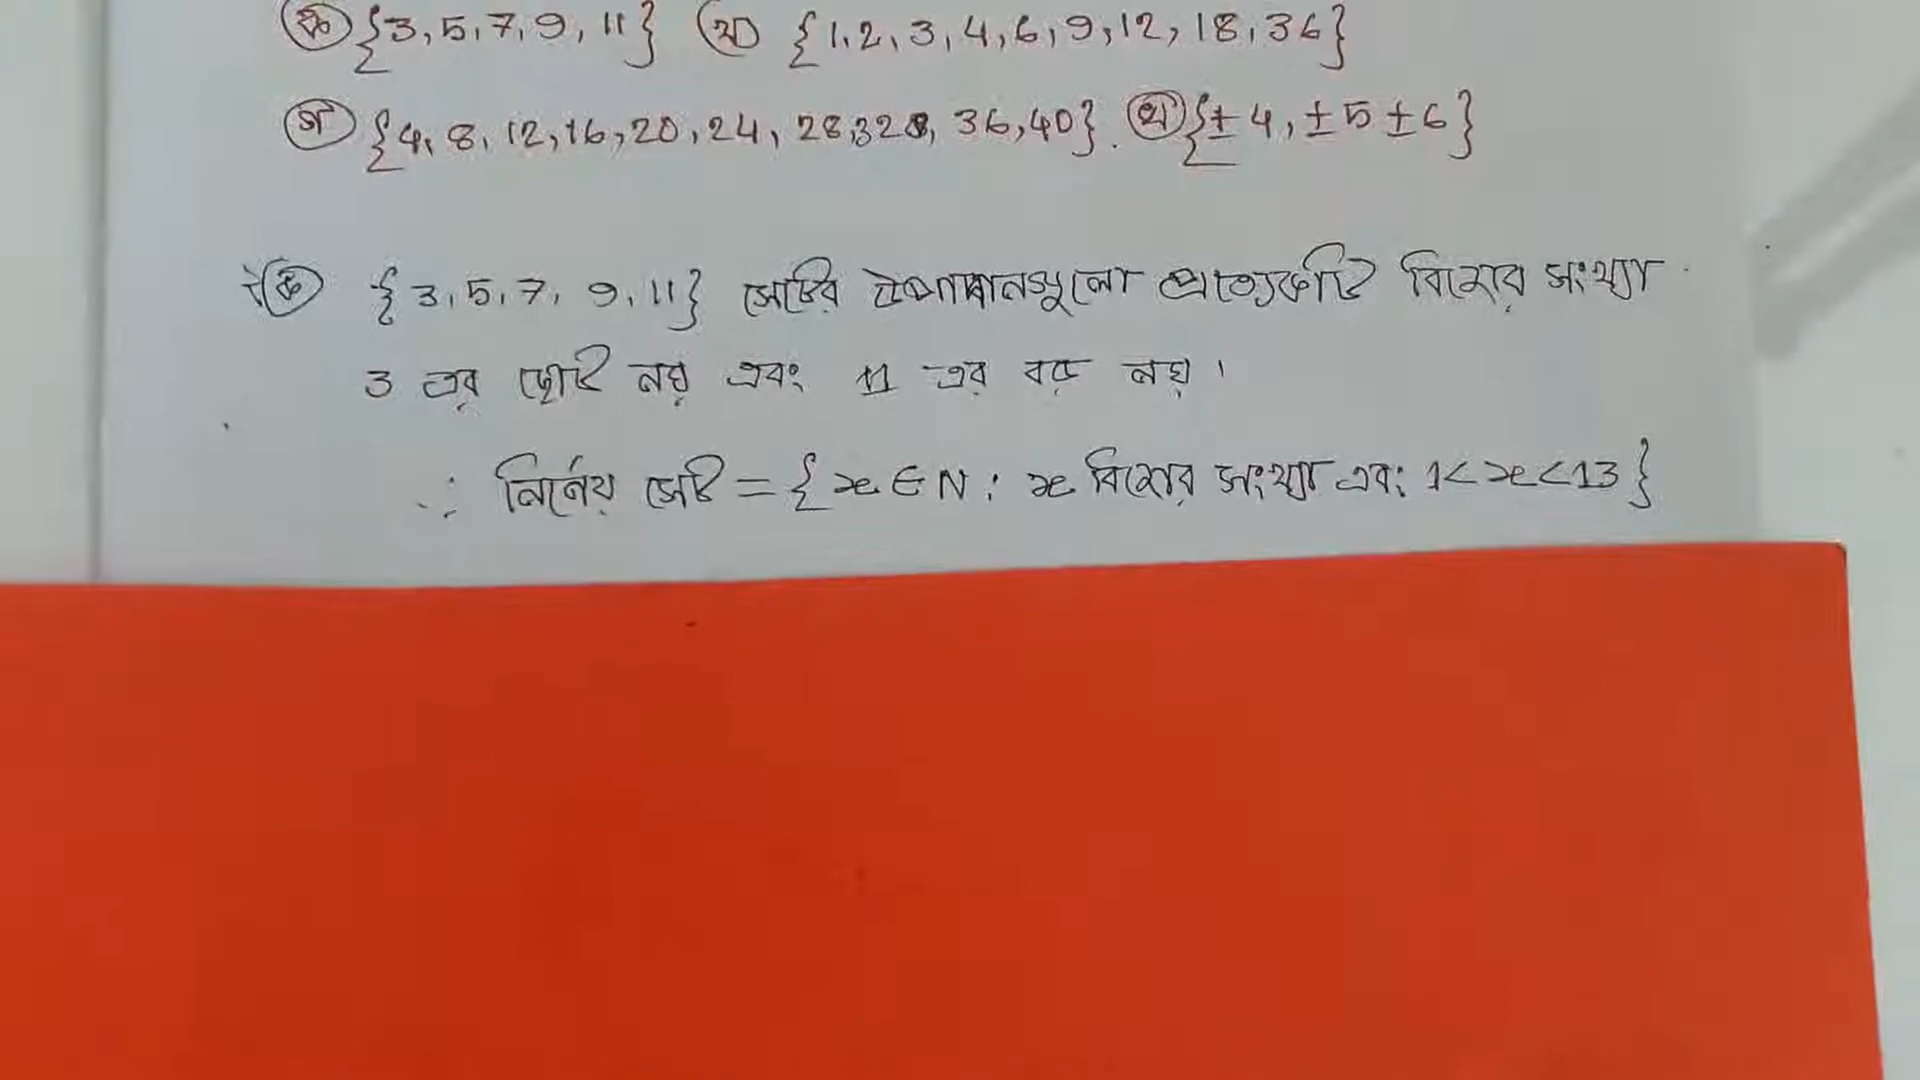 (ক) {3, 5, 7, 9, 11} (খ) {1, 2, 3, 4, 6, 9, 12, 18, 36}
(গ) {4, 8, 12, 16, 20, 24, 28, 32, 36, 40}. (ঘ) {± 4, ± 5 ± 6}
(ক) {3, 5, 7, 9, 11} সেটের উপাদানগুলো প্রত্যেকটি বিজোর সংখ্যা
3 এর ছোট নয় এবং 11 এর বড় নয়।
∴ নির্নেয় সেট = {x ∈ N : x বিজোর সংখ্যা এবং 1 < x < 13}